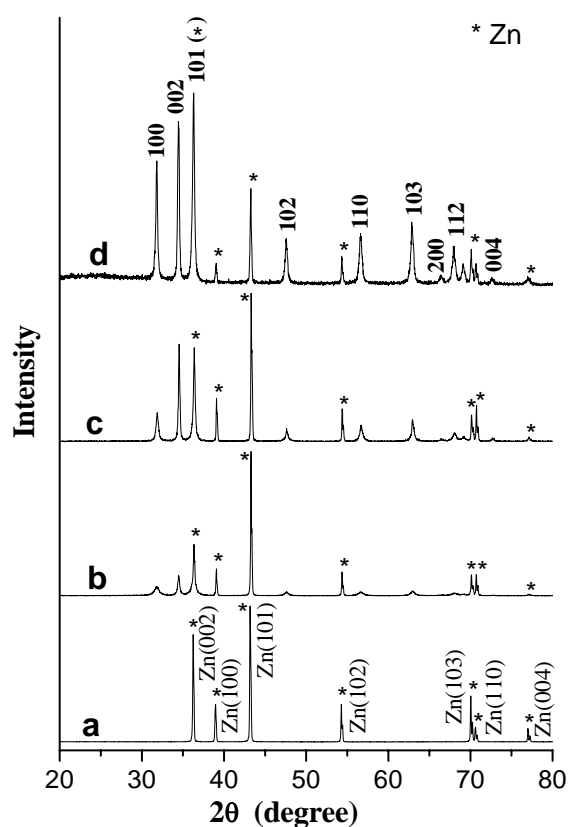 * Zn
100
002
101 (*)
*
*
102
*
110
103
200
112
*
004
*
d
*
*
*
*
*
*
*
c
*
*
*
*
**
*
b
*
Zn(002)
*
Zn(100)
*
Zn(101)
*
Zn(102)
Zn(103)
*
*
Zn(110)
*
Zn(004)
a
Intensity
20 30 40 50 60 70 80
2θ (degree)